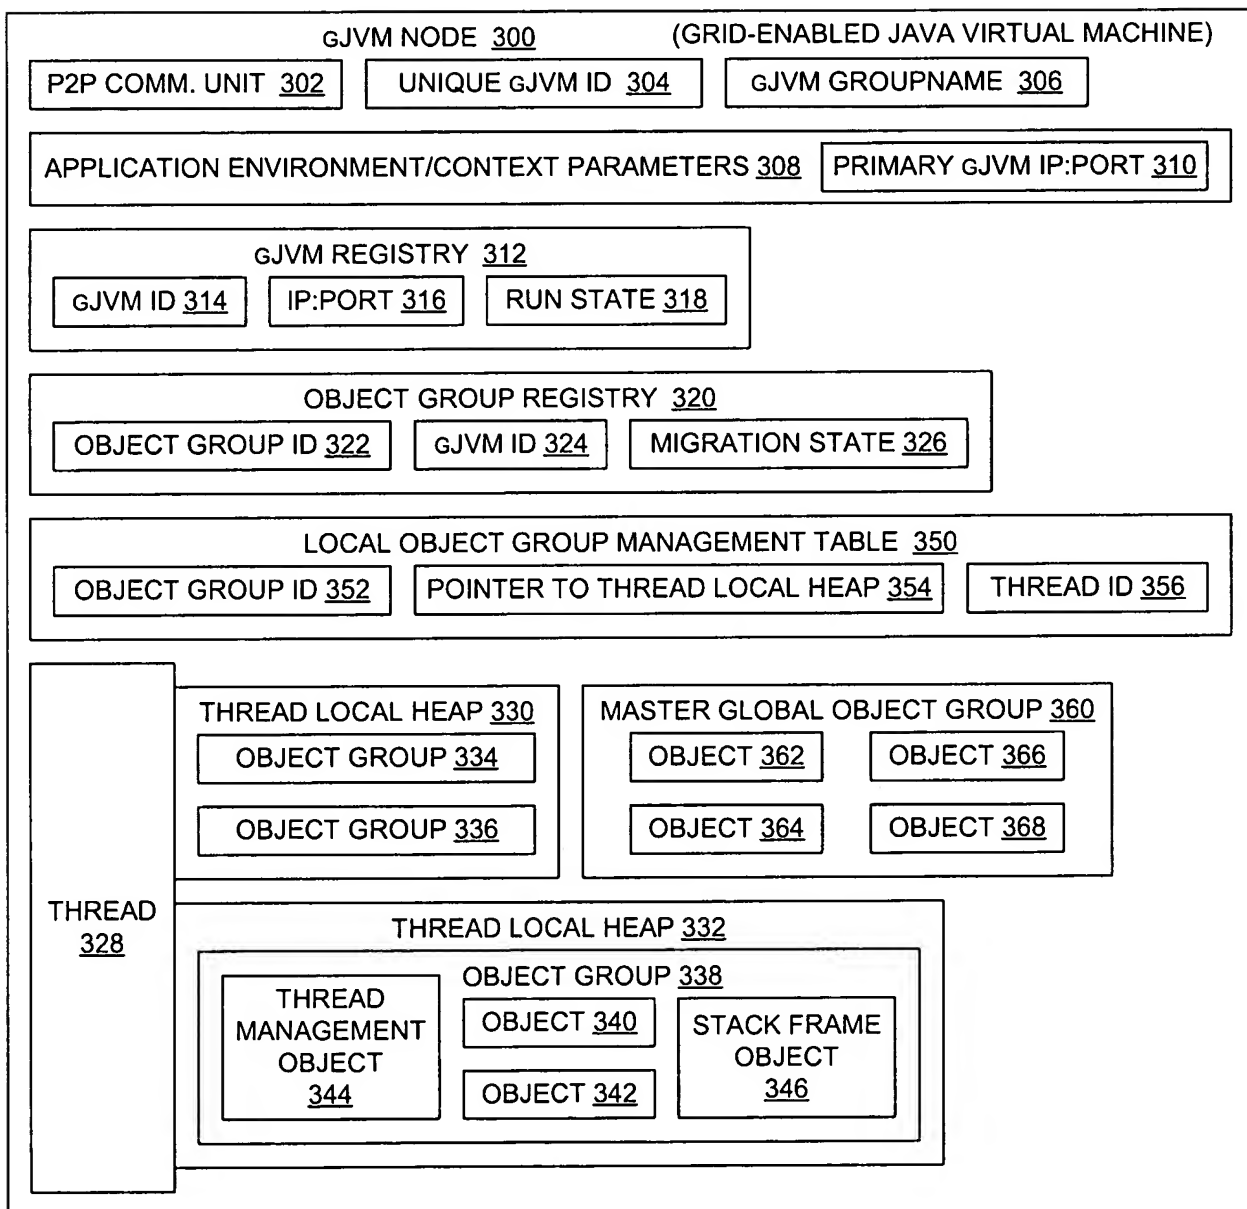 GJVM NODE 300 (GRID-ENABLED JAVA VIRTUAL MACHINE)
P2P COMM. UNIT 302 UNIQUE GJVM ID 304 GJVM GROUPNAME 306
APPLICATION ENVIRONMENT/CONTEXT PARAMETERS 308 PRIMARY GJVM IP:PORT 310
GJVM REGISTRY 312
GJVM ID 314 IP:PORT 316 RUN STATE 318
OBJECT GROUP REGISTRY 320
OBJECT GROUP ID 322 GJVM ID 324 MIGRATION STATE 326
LOCAL OBJECT GROUP MANAGEMENT TABLE 350
OBJECT GROUP ID 352 POINTER TO THREAD LOCAL HEAP 354 THREAD ID 356
THREAD
328
THREAD LOCAL HEAP 330
OBJECT GROUP 334
OBJECT GROUP 336
MASTER GLOBAL OBJECT GROUP 360
OBJECT 362 OBJECT 366
OBJECT 364 OBJECT 368
THREAD LOCAL HEAP 332
OBJECT GROUP 338
THREAD
MANAGEMENT
OBJECT
344
OBJECT 340
OBJECT 342
STACK FRAME
OBJECT
346